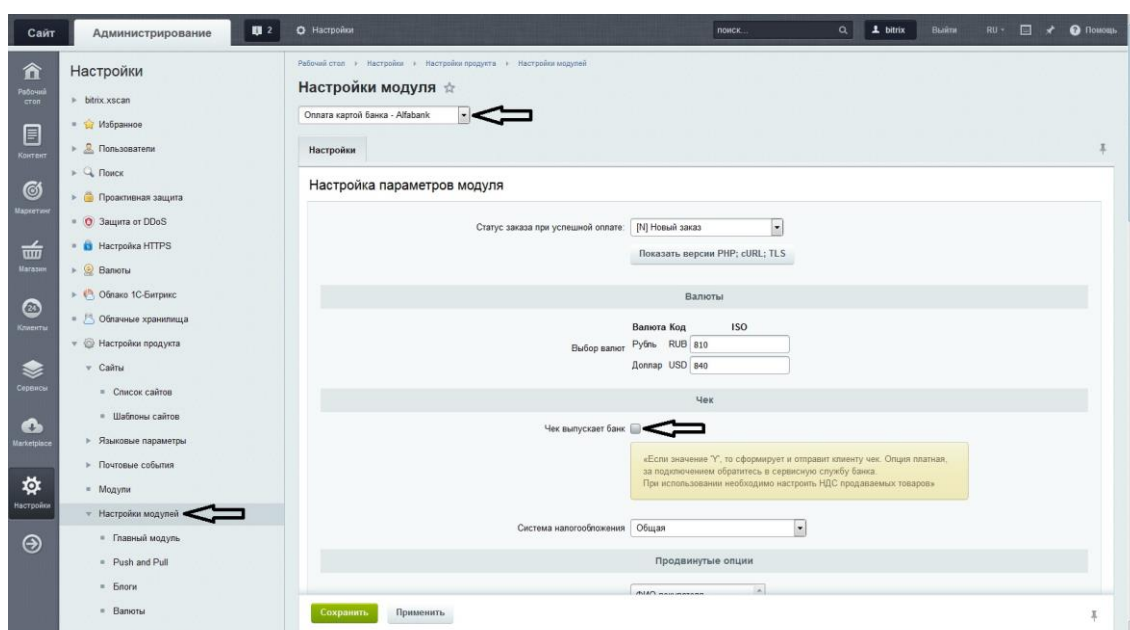 Сайт
Администрирование
2
Настройки
поиск...
bitrix
Выйти
RU
Помощь
Рабочий стол
Контент
Маркетинг
Магазин
24
Клиенты
Сервисы
Marketplace
Настройки
Настройки
bitrix.xscan
Избранное
Пользователи
Поиск
Проактивная защита
Защита от DDoS
Настройка HTTPS
Валюты
Облако 1С-Битрикс
Облачные хранилища
Настройки продукта
Сайты
Список сайтов
Шаблоны сайтов
Языковые параметры
Почтовые события
Модули
Настройки модулей
Главный модуль
Push and Pull
Блоги
Валюты
Рабочий стол Настройки Настройки продукта Настройки модулей
Настройки модуля
Оплата картой банка - Alfabank
Настройки
Настройка параметров модуля
Статус заказа при успешной оплате: [N] Новый заказ
Показать версии PHP; cURL; TLS
Валюты
Валюта Код ISO
Выбор валют Рубль RUB 810
Доллар USD 840
Чек
Чек выпускает банк
«Если значение 'Y', то сформирует и отправит клиенту чек. Опция платная,
за подключением обратитесь в сервисную службу банка.
При использовании необходимо настроить НДС продаваемых товаров»
Система налогообложения Общая
Продвинутые опции
Сохранить Применить